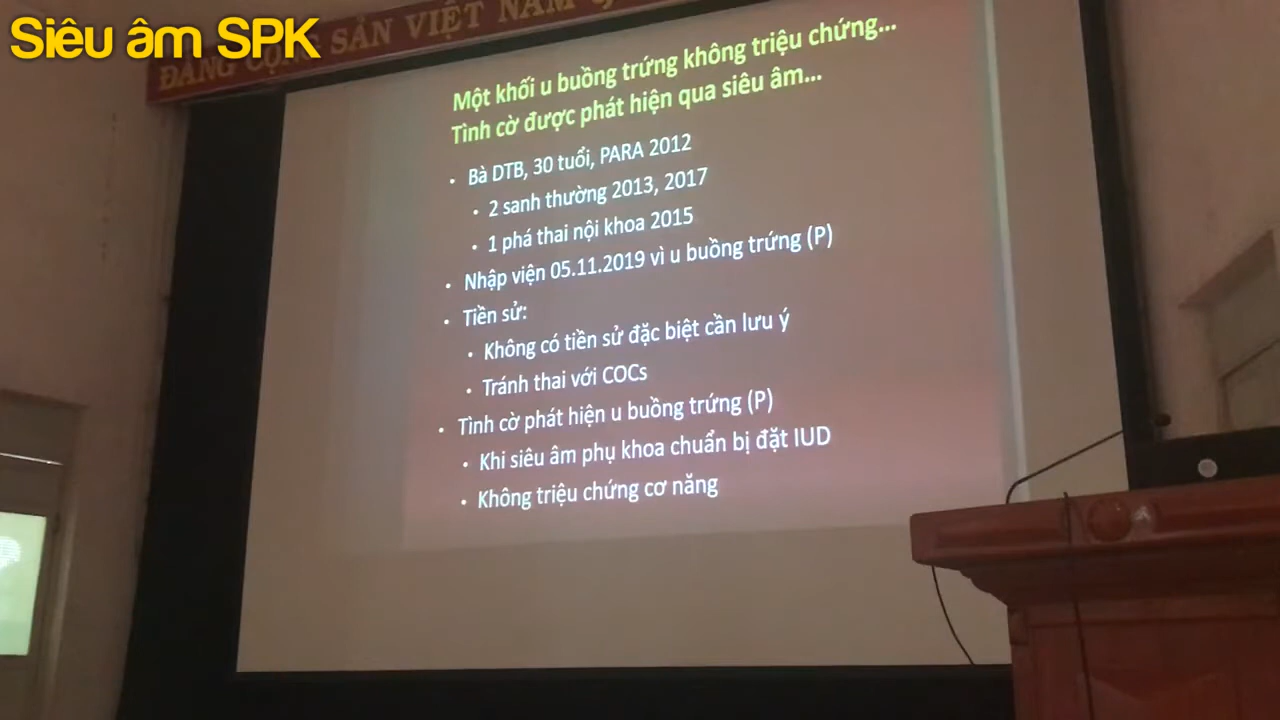 Siêu âm SPK
ĐẢNG CỘNG SẢN VIỆT NAM
Một khối u buồng trứng không triệu chứng...
Tình cờ được phát hiện qua siêu âm...
• Bà DTB, 30 tuổi, PARA 2012
• 2 sanh thường 2013, 2017
• 1 phá thai nội khoa 2015
• Nhập viện 05.11.2019 vì u buồng trứng (P)
• Tiền sử:
• Không có tiền sử đặc biệt cần lưu ý
• Tránh thai với COCs
• Tình cờ phát hiện u buồng trứng (P)
• Khi siêu âm phụ khoa chuẩn bị đặt IUD
• Không triệu chứng cơ năng